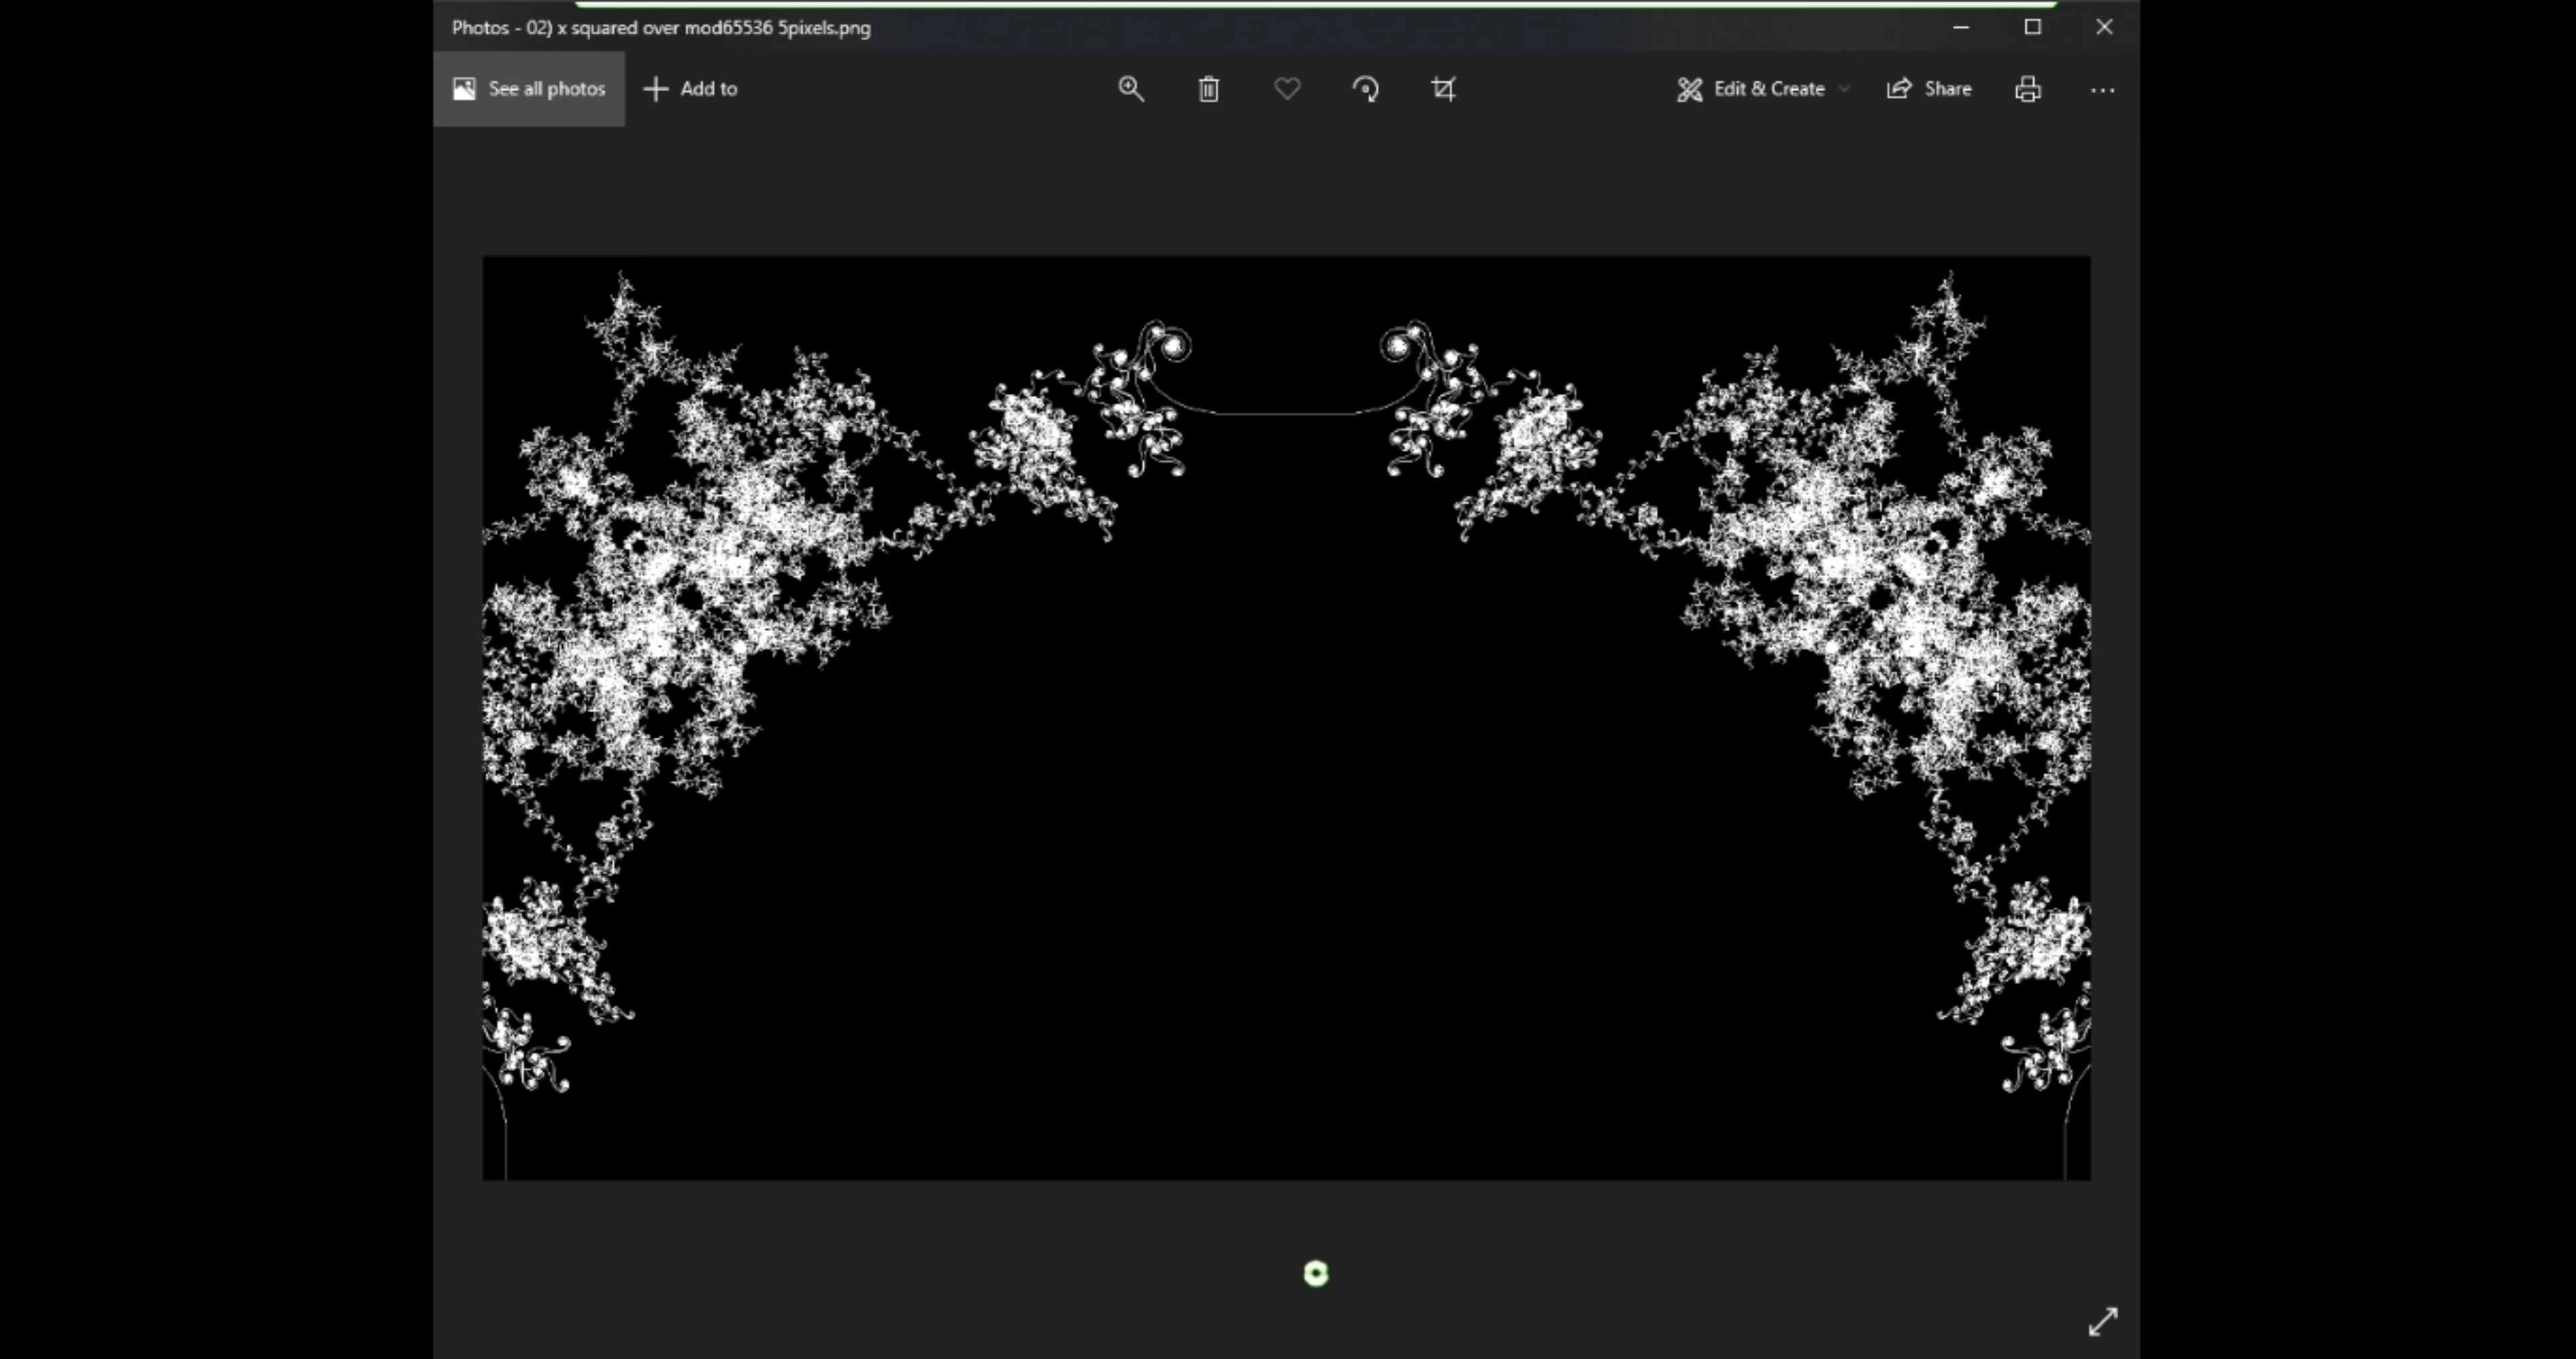 Photos - 02) x squared over mod65536 5pixels.png
See all photos
Add to
Edit & Create
Share